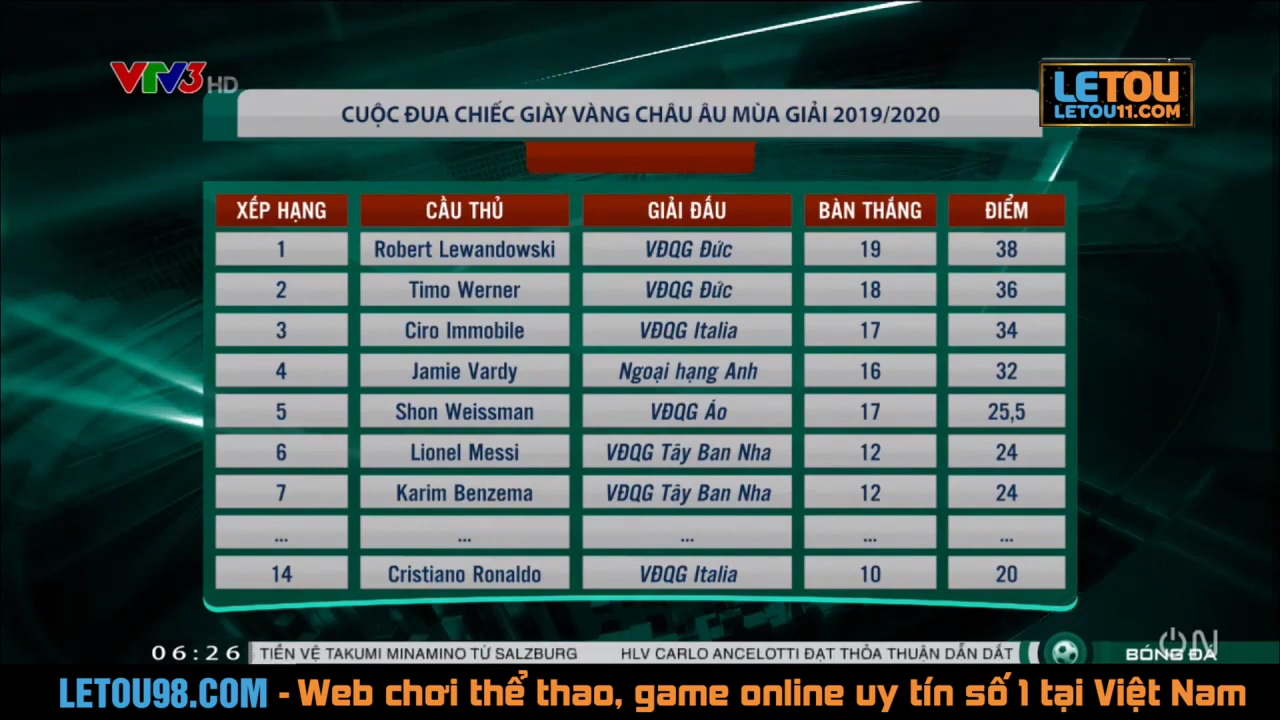 VTV3 HD
LETOU
LETOU11.COM
CUỘC ĐUA CHIẾC GIÀY VÀNG CHÂU ÂU MÙA GIẢI 2019/2020
XẾP HẠNG CẦU THỦ GIẢI ĐẤU BÀN THẮNG ĐIỂM
1 Robert Lewandowski VĐQG Đức 19 38
2 Timo Werner VĐQG Đức 18 36
3 Ciro Immobile VĐQG Italia 17 34
4 Jamie Vardy Ngoại hạng Anh 16 32
5 Shon Weissman VĐQG Áo 17 25,5
6 Lionel Messi VĐQG Tây Ban Nha 12 24
7 Karim Benzema VĐQG Tây Ban Nha 12 24
... ... ... ... ...
14 Cristiano Ronaldo VĐQG Italia 10 20
06:26 TIỀN VỆ TAKUMI MINAMINO TỪ SALZBURG HLV CARLO ANCELOTTI ĐẠT THỎA THUẬN DẪN DẮT
ON
BÓNG ĐÁ
LETOU98.COM - Web chơi thể thao, game online uy tín số 1 tại Việt Nam